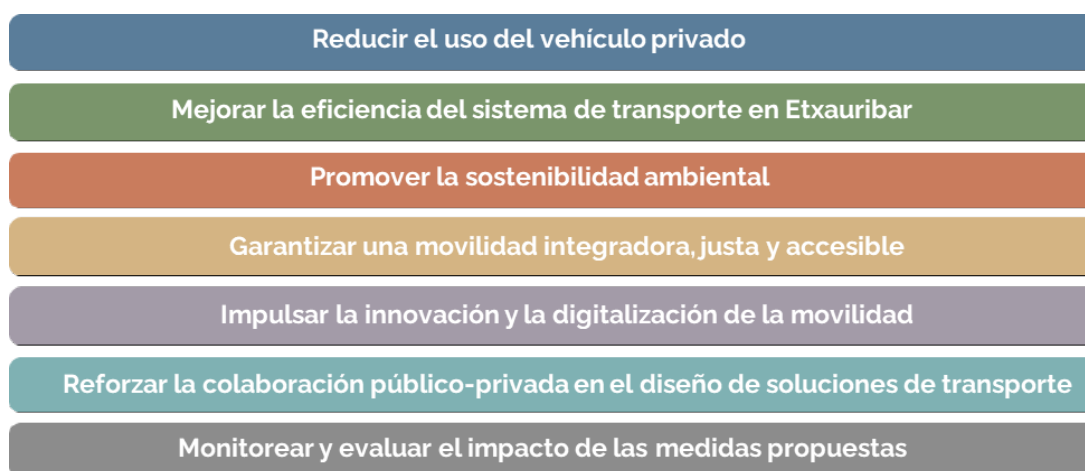 Reducir el uso del vehículo privado
Mejorar la eficiencia del sistema de transporte en Etxauribar
Promover la sostenibilidad ambiental
Garantizar una movilidad integradora, justa y accesible
Impulsar la innovación y la digitalización de la movilidad
Reforzar la colaboración público-privada en el diseño de soluciones de transporte
Monitorear y evaluar el impacto de las medidas propuestas